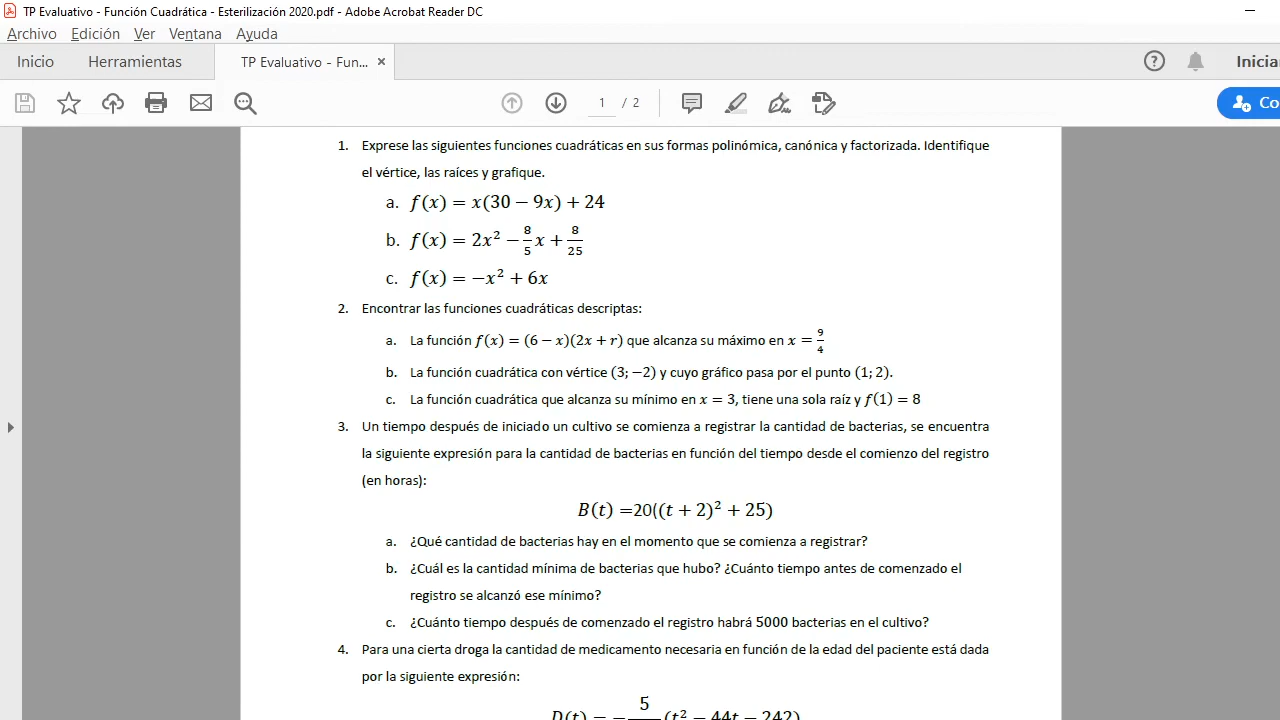 TP Evaluativo - Función Cuadrática - Esterilización 2020.pdf - Adobe Acrobat Reader DC
Archivo Edición Ver Ventana Ayuda
Inicio Herramientas TP Evaluativo - Fun... × ? Inicia
1 / 2 Co
1. Exprese las siguientes funciones cuadráticas en sus formas polinómica, canónica y factorizada. Identifique
el vértice, las raíces y grafique.
a. f(x) = x(30 − 9x) + 24
b. f(x) = 2x² − 8/5 x + 8/25
c. f(x) = −x² + 6x
2. Encontrar las funciones cuadráticas descriptas:
a. La función f(x) = (6 − x)(2x + r) que alcanza su máximo en x = 9/4
b. La función cuadrática con vértice (3; −2) y cuyo gráfico pasa por el punto (1; 2).
c. La función cuadrática que alcanza su mínimo en x = 3, tiene una sola raíz y f(1) = 8
3. Un tiempo después de iniciado un cultivo se comienza a registrar la cantidad de bacterias, se encuentra
la siguiente expresión para la cantidad de bacterias en función del tiempo desde el comienzo del registro
(en horas):
B(t) =20((t + 2)² + 25)
a. ¿Qué cantidad de bacterias hay en el momento que se comienza a registrar?
b. ¿Cuál es la cantidad mínima de bacterias que hubo? ¿Cuánto tiempo antes de comenzado el
registro se alcanzó ese mínimo?
c. ¿Cuánto tiempo después de comenzado el registro habrá 5000 bacterias en el cultivo?
4. Para una cierta droga la cantidad de medicamento necesaria en función de la edad del paciente está dada
por la siguiente expresión:
D(t) = − 5 (t² − 44t − 242)